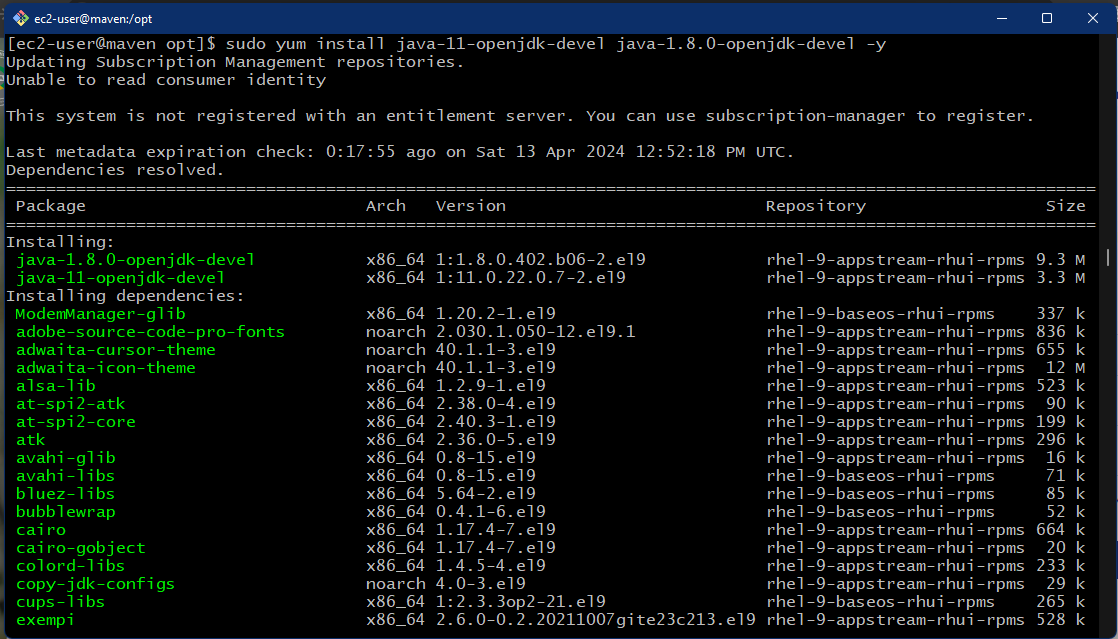 ec2-user@maven:/opt
[ec2-user@maven opt]$ sudo yum install java-11-openjdk-devel java-1.8.0-openjdk-devel -y
Updating Subscription Management repositories.
Unable to read consumer identity
This system is not registered with an entitlement server. You can use subscription-manager to register.
Last metadata expiration check: 0:17:55 ago on Sat 13 Apr 2024 12:52:18 PM UTC.
Dependencies resolved.
=============================================================================================================
Package Arch Version Repository Size
=============================================================================================================
Installing:
java-1.8.0-openjdk-devel x86_64 1:1.8.0.402.b06-2.el9 rhel-9-appstream-rhui-rpms 9.3 M
java-11-openjdk-devel x86_64 1:11.0.22.0.7-2.el9 rhel-9-appstream-rhui-rpms 3.3 M
Installing dependencies:
ModemManager-glib x86_64 1.20.2-1.el9 rhel-9-baseos-rhui-rpms 337 k
adobe-source-code-pro-fonts noarch 2.030.1.050-12.el9.1 rhel-9-appstream-rhui-rpms 836 k
adwaita-cursor-theme noarch 40.1.1-3.el9 rhel-9-appstream-rhui-rpms 655 k
adwaita-icon-theme noarch 40.1.1-3.el9 rhel-9-appstream-rhui-rpms 12 M
alsa-lib x86_64 1.2.9-1.el9 rhel-9-appstream-rhui-rpms 523 k
at-spi2-atk x86_64 2.38.0-4.el9 rhel-9-appstream-rhui-rpms 90 k
at-spi2-core x86_64 2.40.3-1.el9 rhel-9-appstream-rhui-rpms 199 k
atk x86_64 2.36.0-5.el9 rhel-9-appstream-rhui-rpms 296 k
avahi-glib x86_64 0.8-15.el9 rhel-9-appstream-rhui-rpms 16 k
avahi-libs x86_64 0.8-15.el9 rhel-9-baseos-rhui-rpms 71 k
bluez-libs x86_64 5.64-2.el9 rhel-9-baseos-rhui-rpms 85 k
bubblewrap x86_64 0.4.1-6.el9 rhel-9-baseos-rhui-rpms 52 k
cairo x86_64 1.17.4-7.el9 rhel-9-appstream-rhui-rpms 664 k
cairo-gobject x86_64 1.17.4-7.el9 rhel-9-appstream-rhui-rpms 20 k
colord-libs x86_64 1.4.5-4.el9 rhel-9-appstream-rhui-rpms 233 k
copy-jdk-configs noarch 4.0-3.el9 rhel-9-appstream-rhui-rpms 29 k
cups-libs x86_64 1:2.3.3op2-21.el9 rhel-9-baseos-rhui-rpms 265 k
exempi x86_64 2.6.0-0.2.20211007gite23c213.el9 rhel-9-appstream-rhui-rpms 528 k